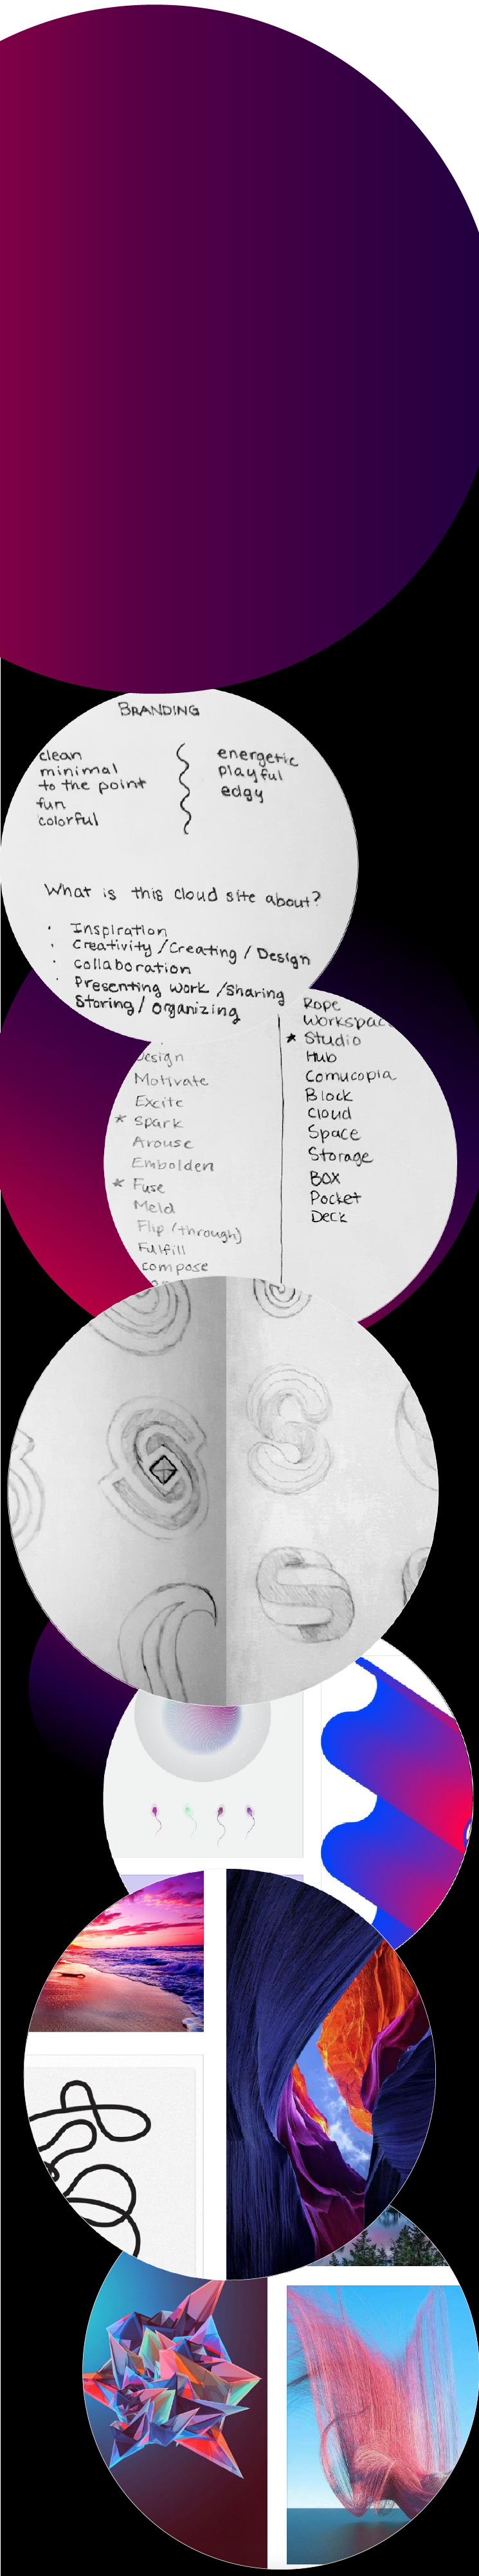 BRANDING
clean
minimal
to the point
fun
colorful
energetic
playful
edgy
What is this cloud site about?
· Inspiration
· Creativity / Creating / Design
· Collaboration
· Presenting work / Sharing
Storing / Organizing
Design
Motivate
Excite
* Spark
Arouse
Embolden
* Fuse
Meld
Flip (through)
Fulfill
compose
Rope
Workspac
* Studio
Hub
Cornucopia
Block
Cloud
Space
Storage
Box
Pocket
Deck